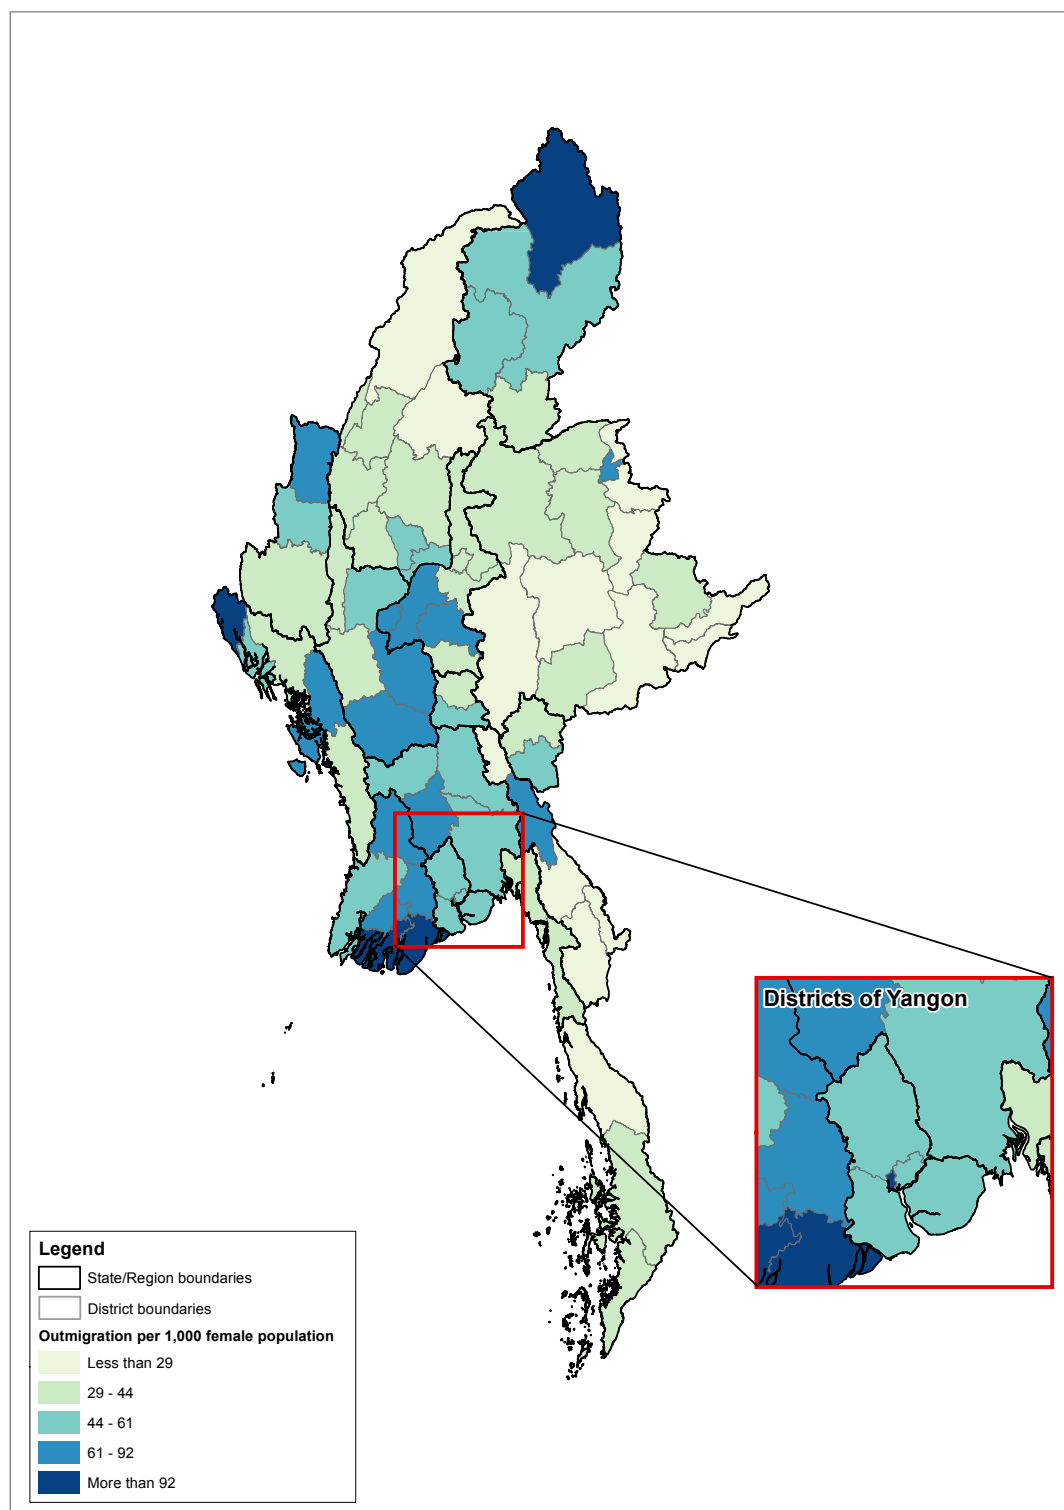 Districts of Yangon
Legend
State/Region boundaries
District boundaries
Outmigration per 1,000 female population
Less than 29
29 - 44
44 - 61
61 - 92
More than 92